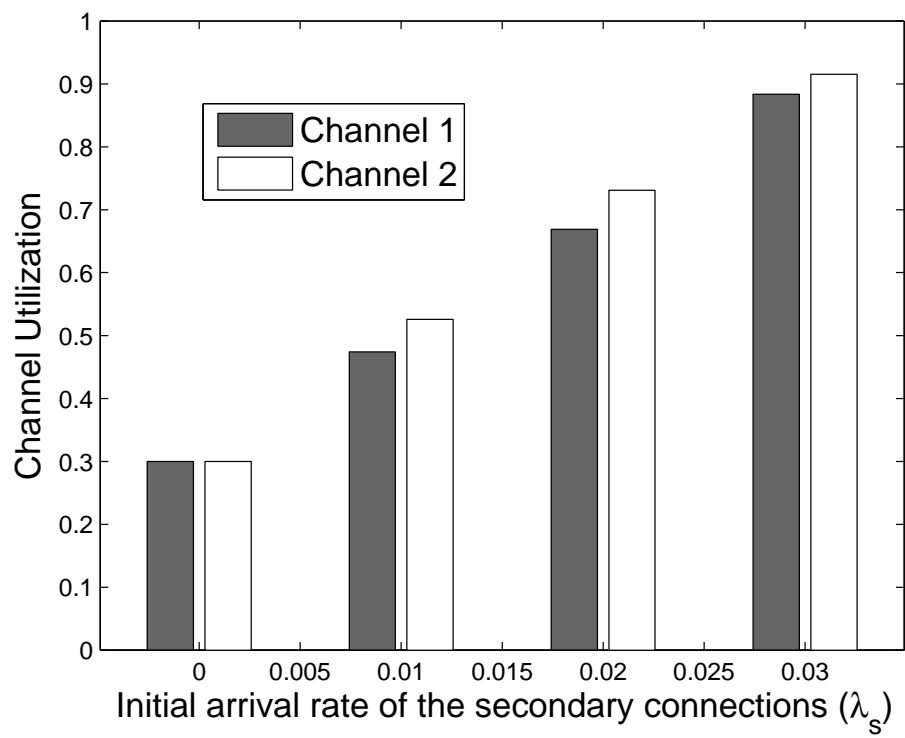 1
0.9
0.8
0.7
0.6
0.5
0.4
0.3
0.2
0.1
0
Channel Utilization
Channel 1
Channel 2
0 0.005 0.01 0.015 0.02 0.025 0.03
Initial arrival rate of the secondary connections (λs)